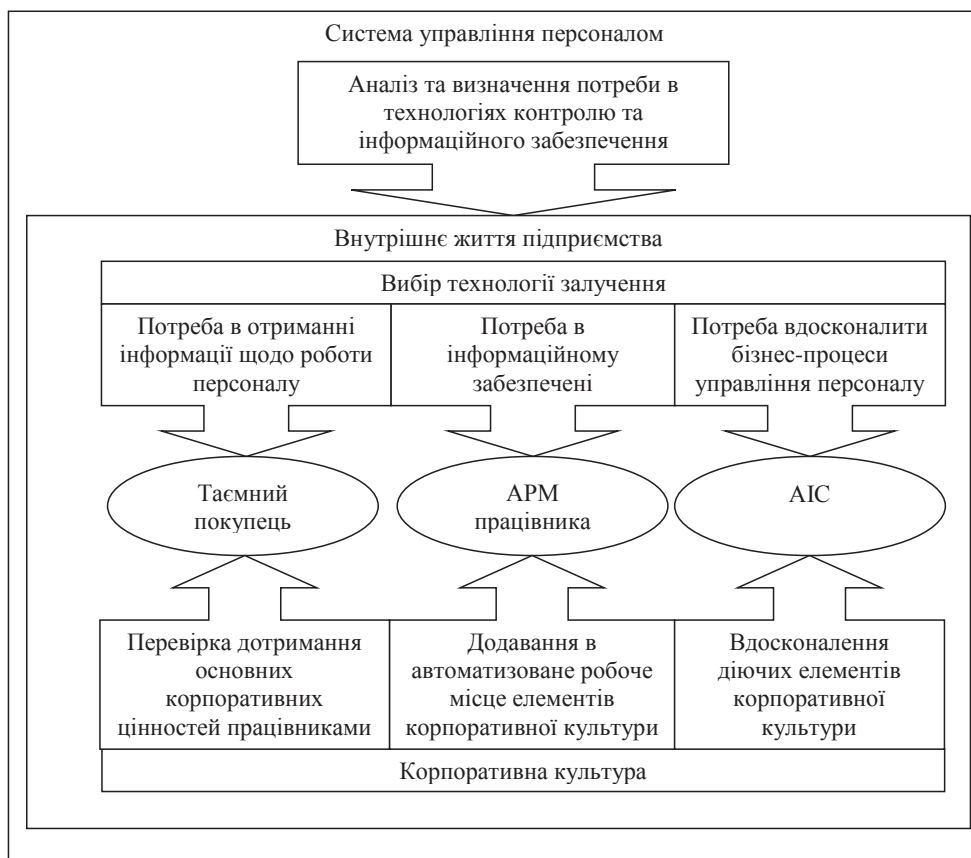 Система управління персоналом
Аналіз та визначення потреби в
технологіях контролю та
інформаційного забезпечення
Внутрішнє життя підприємства
Вибір технології залучення
Потреба в отриманні
інформації щодо роботи
персоналу
Потреба в
інформаційному
забезпечені
Потреба вдосконалити
бізнес-процеси
управління персоналу
Таємний
покупець
АРМ
працівника
АІС
Перевірка дотримання
основних
корпоративних
цінностей працівниками
Додавання в
автоматизоване робоче
місце елементів
корпоративної культури
Вдосконалення
діючих елементів
корпоративної
культури
Корпоративна культура